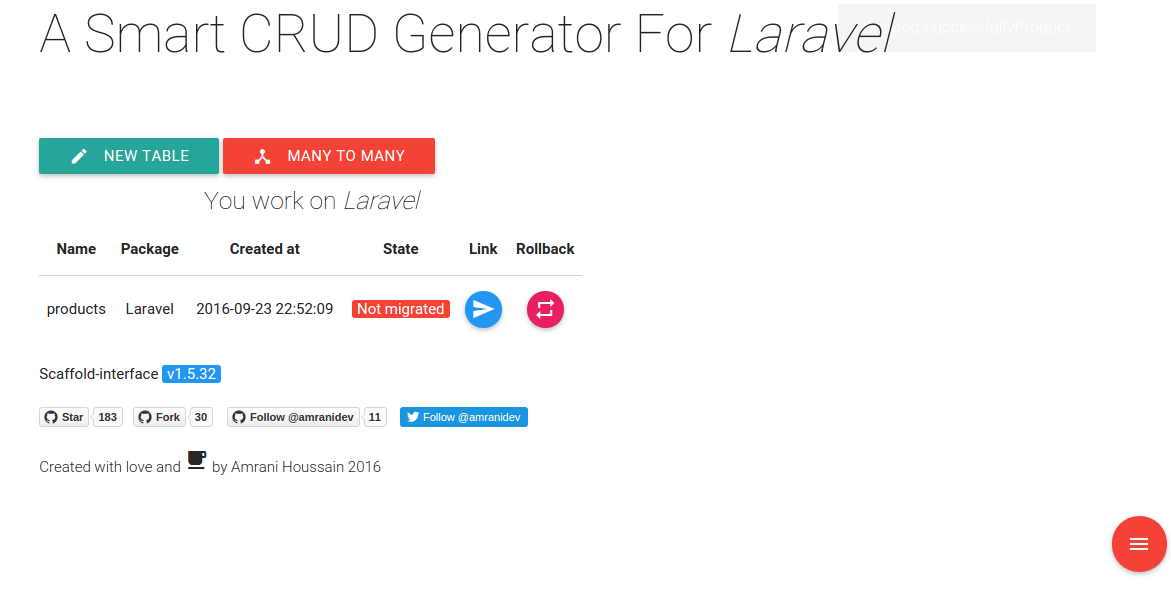 A Smart CRUD Generator For Laravel
ted SuccessfullyProduct
NEW TABLE MANY TO MANY
You work on Laravel
Name Package Created at State Link Rollback
products Laravel 2016-09-23 22:52:09 Not migrated
Scaffold-interface v1.5.32
Star 183 Fork 30 Follow @amranidev 11 Follow @amranidev
Created with love and by Amrani Houssain 2016